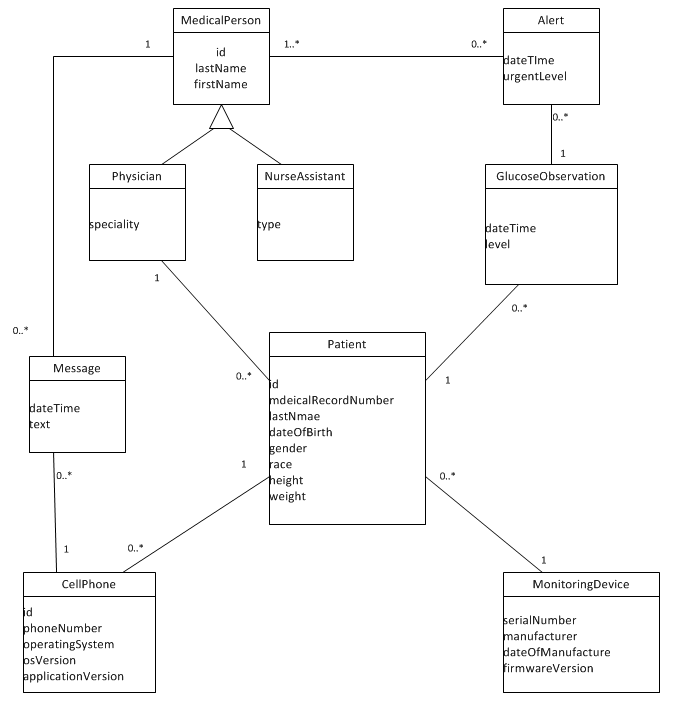 MedicalPerson
id
lastName
firstName
Alert
dateTIme
urgentLevel
1
1..*
0..*
0..*
1
Physician
speciality
NurseAssistant
type
GlucoseObservation
dateTime
level
1
0..*
0..*
Patient
id
mdeicalRecordNumber
lastNmae
dateOfBirth
gender
race
height
weight
0..*
1
Message
dateTime
text
0..*
1
0..*
1
0..*
1
CellPhone
id
phoneNumber
operatingSystem
osVersion
applicationVersion
MonitoringDevice
serialNumber
manufacturer
dateOfManufacture
firmwareVersion